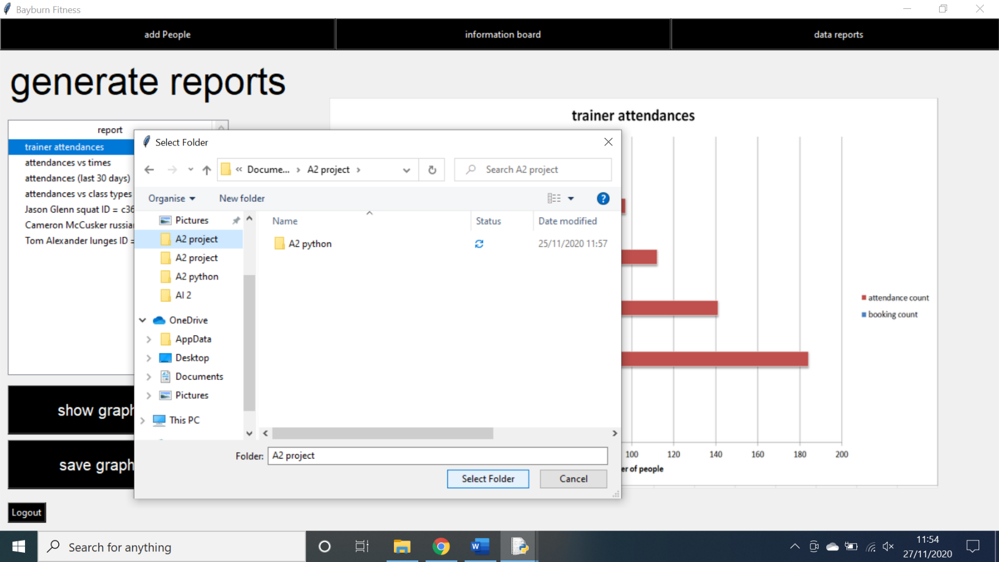 Bayburn Fitness
add People
information board
data reports
generate reports
report
trainer attendances
attendances vs times
attendances (last 30 days)
attendances vs class types
Jason Glenn squat ID = c36
Cameron McCusker russia
Tom Alexander lunges ID =
show graph
save graph
Logout
trainer attendances
attendance count
booking count
100 120 140 160 180 200
er of people
Select Folder
« Docume... › A2 project ›
Search A2 project
Organise
New folder
?
Pictures
A2 project
A2 project
A2 python
AI 2
OneDrive
AppData
Desktop
Documents
Pictures
This PC
Name Status Date modified
A2 python 25/11/2020 11:57
Folder: A2 project
Select Folder
Cancel
Search for anything
W
11:54
27/11/2020